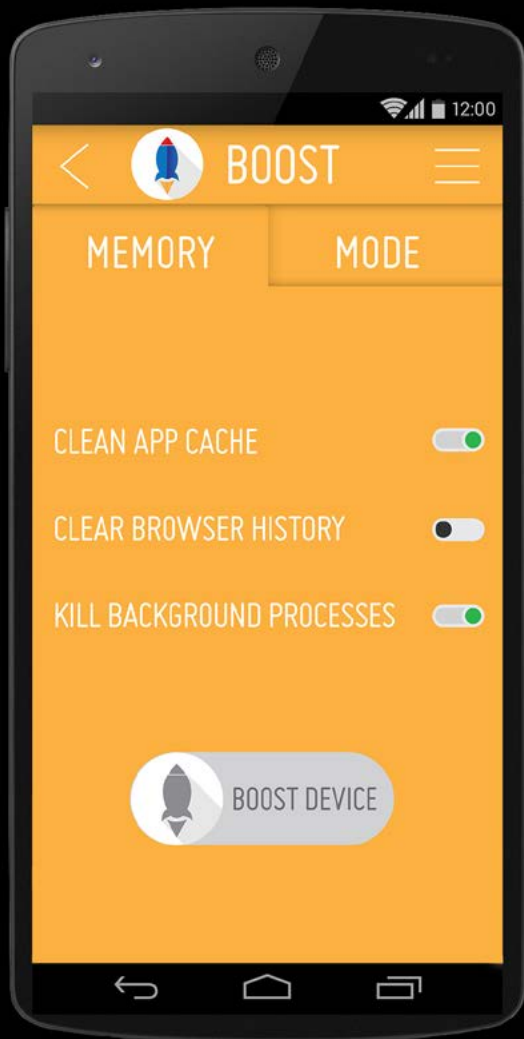 12:00
BOOST
MEMORY
MODE
CLEAN APP CACHE
CLEAR BROWSER HISTORY
KILL BACKGROUND PROCESSES
BOOST DEVICE